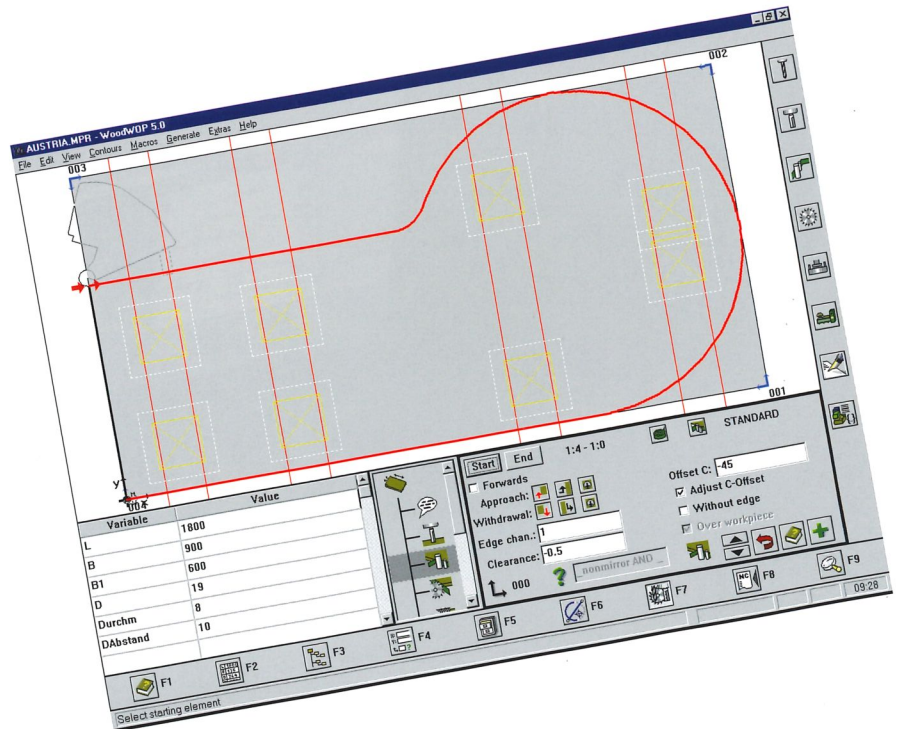 AUSTRIA.MPR - WoodWOP 5.0
File Edit View Contours Macros Generate Extras Help
003
002
001
004
Y
X
Variable Value
L 1800
B 900
B1 600
D 19
Durchm 8
DAbstand 10
Start End 1:4 - 1:0 STANDARD
Forwards
Approach:
Withdrawal:
Edge chan.: 1
Clearance: -0.5
000 ? _nonmirror AND _
Offset C: -45
Adjust C-Offset
Without edge
Over workpiece
F1 F2 F3 F4 F5 F6 F7 F8 F9
NC
Select starting element
09:28